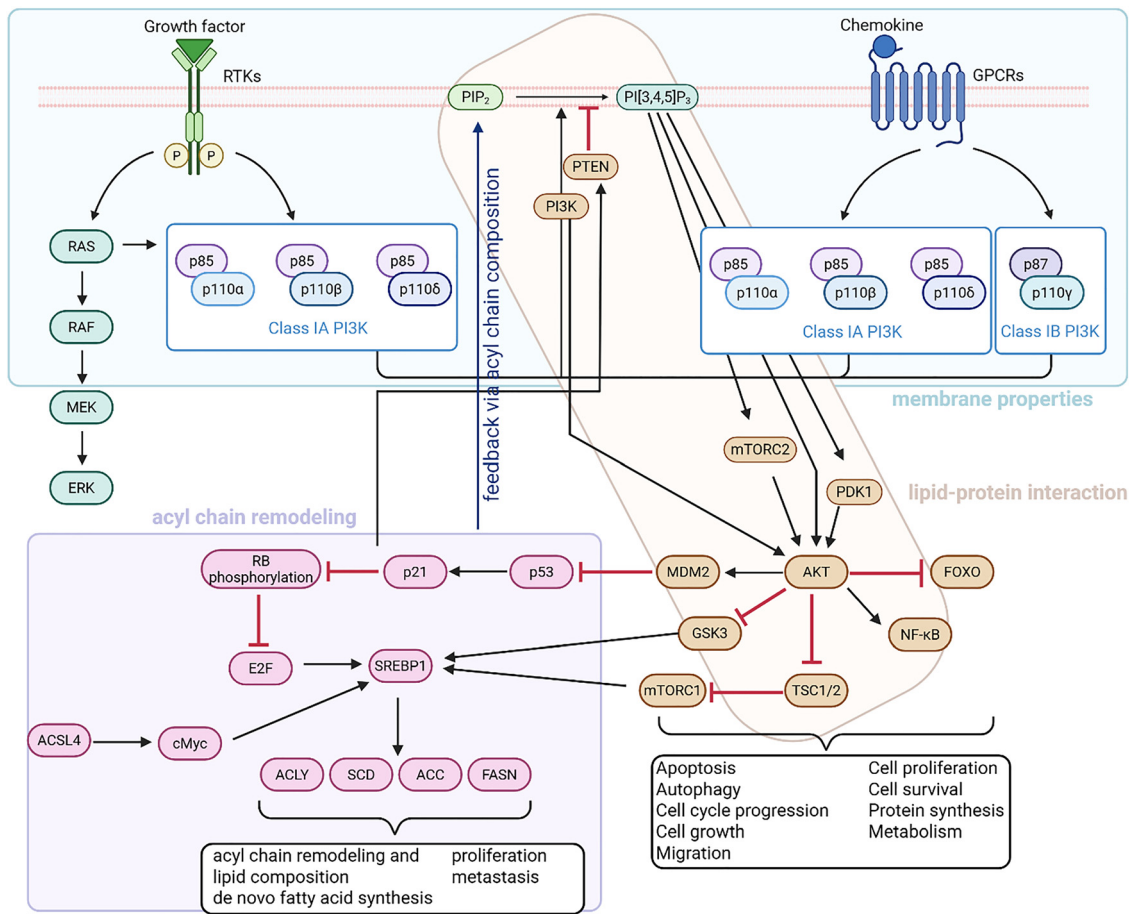 Growth factor
RTKs
P
P
PIP2
PI[3,4,5]P3
Chemokine
GPCRs
PTEN
PI3K
RAS
RAF
MEK
ERK
p85
p110α
p85
p110β
p85
p110δ
Class IA PI3K
p85
p110α
p85
p110β
p85
p110δ
Class IA PI3K
p87
p110γ
Class IB PI3K
membrane properties
feedback via acyl chain composition
mTORC2
PDK1
lipid-protein interaction
acyl chain remodeling
RB
phosphorylation
p21
p53
MDM2
AKT
FOXO
GSK3
NF-κB
E2F
SREBP1
mTORC1
TSC1/2
ACSL4
cMyc
ACLY
SCD
ACC
FASN
Apoptosis
Autophagy
Cell cycle progression
Cell growth
Migration
Cell proliferation
Cell survival
Protein synthesis
Metabolism
acyl chain remodeling and
lipid composition
de novo fatty acid synthesis
proliferation
metastasis